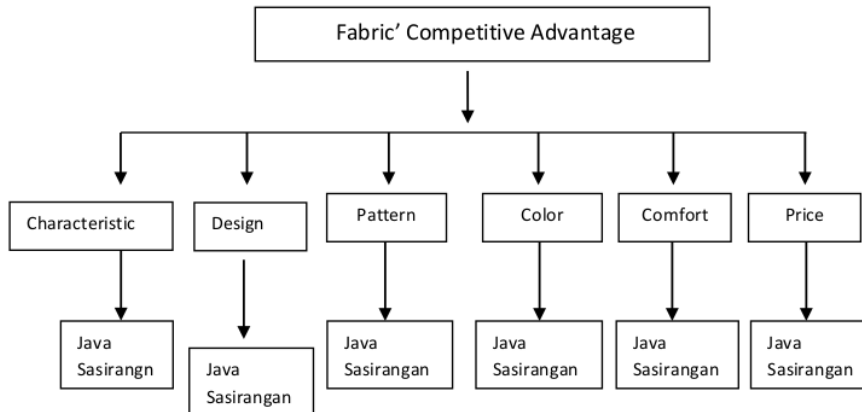 Fabric’ Competitive Advantage
Characteristic
Design
Pattern
Color
Comfort
Price
Java
Sasirangn
Java
Sasirangan
Java
Sasirangan
Java
Sasirangan
Java
Sasirangan
Java
Sasirangan